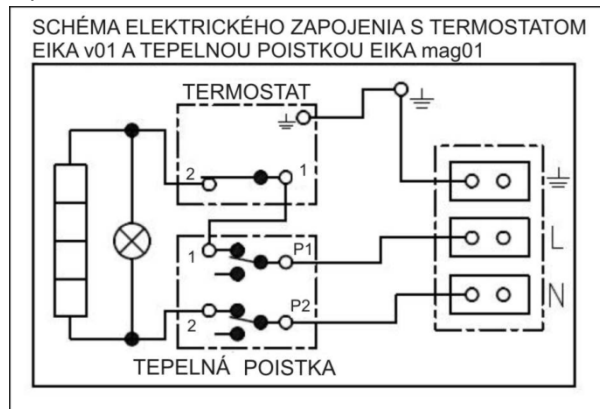 SCHÉMA ELEKTRICKÉHO ZAPOJENIA S TERMOSTATOM
EIKA v01 A TEPELNOU POISTKOU EIKA mag01
TERMOSTAT
2
1
1
P1
L
P2
N
2
TEPELNÁ POISTKA